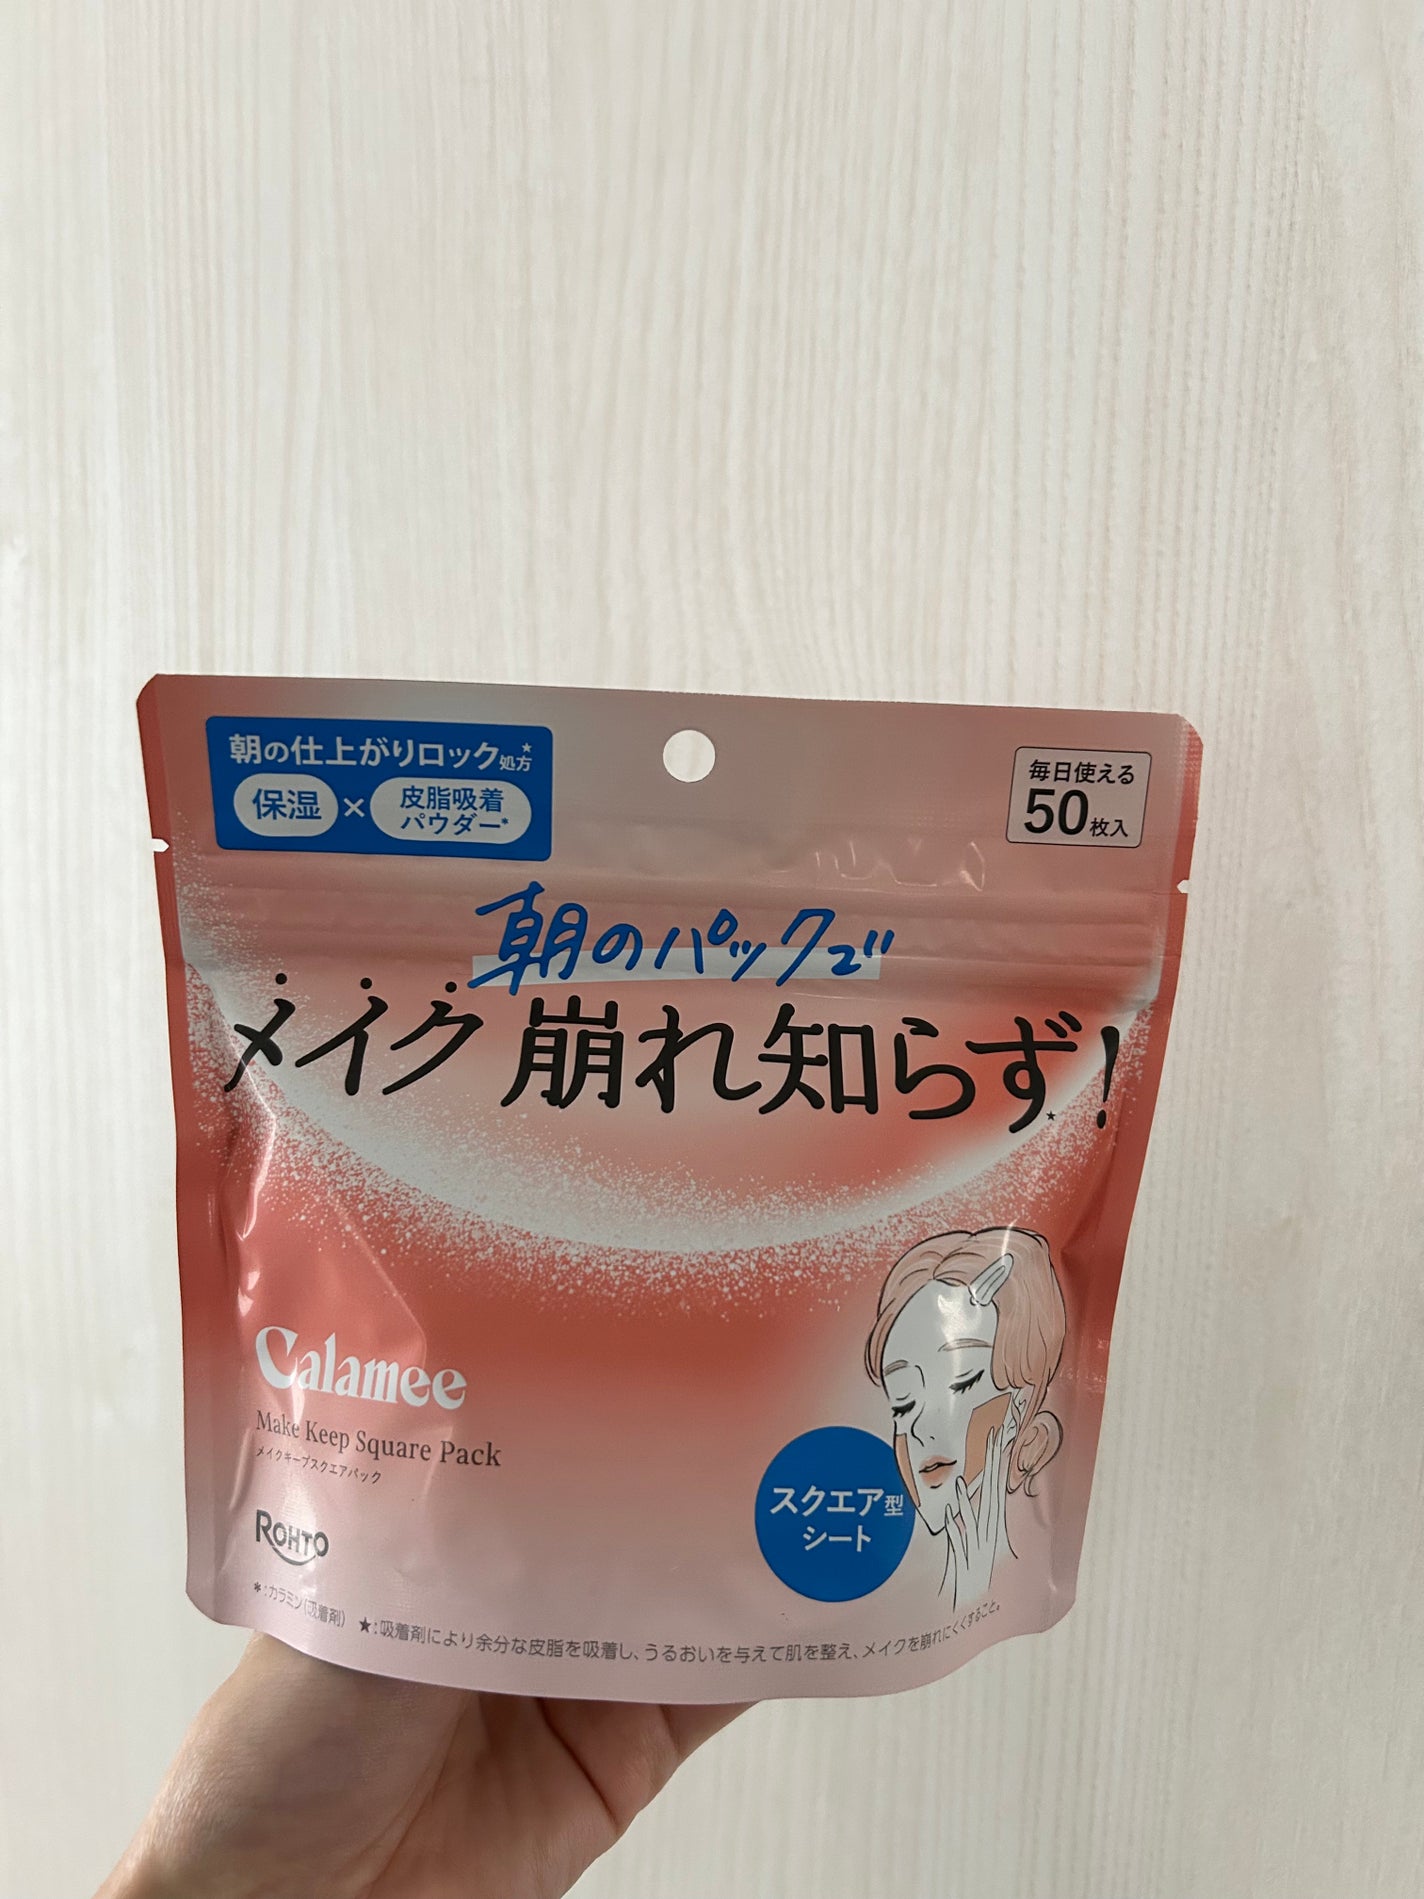 朝の仕上がりロック処方★
保湿 × 皮脂吸着パウダー*
毎日使える
50枚入
朝のパックで
メイク崩れ知らず★!
Calamee
Make Keep Square Pack
メイクキープスクエアパック
スクエア型
シート
ROHTO
*:カラミン(吸着剤) ★:吸着剤により余分な皮脂を吸着し、うるおいを与えて肌を整え、メイクを崩れにくくすること。